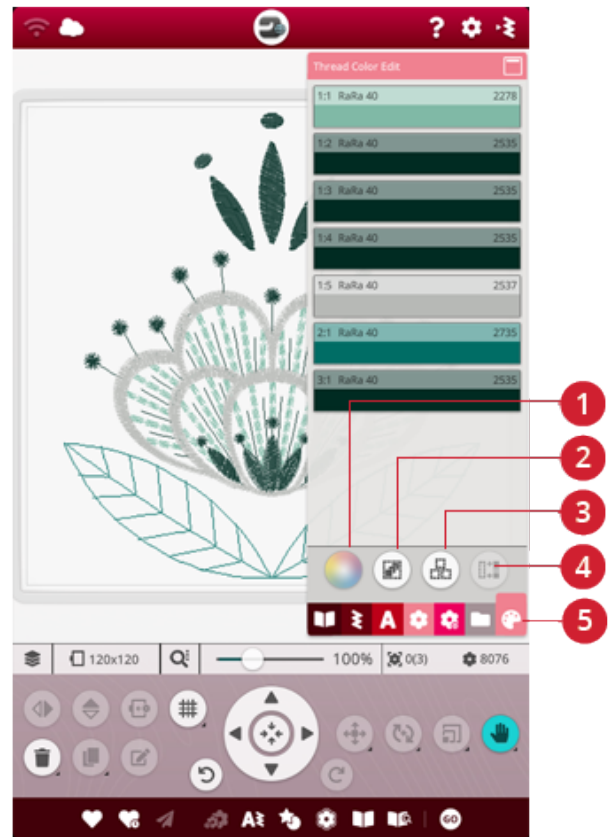 ?
Thread Color Edit
1:1 RaRa 40 2278
1:2 RaRa 40 2535
1:3 RaRa 40 2535
1:4 RaRa 40 2535
1:5 RaRa 40 2537
2:1 RaRa 40 2735
3:1 RaRa 40 2535
1
2
3
4
5
A
120x120 100% 0(3) 8076
A
GO